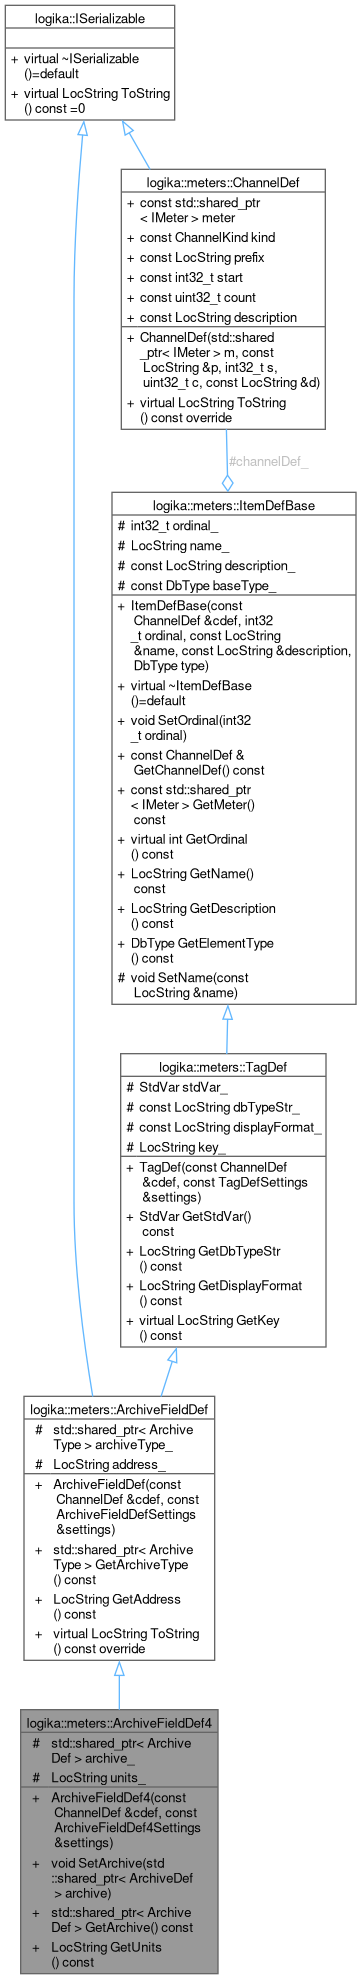 logika::ISerializable
+ virtual ~ISerializable
()=default
+ virtual LocString ToString
() const =0
logika::meters::ChannelDef
+ const std::shared_ptr
< IMeter > meter
+ const ChannelKind kind
+ const LocString prefix
+ const int32_t start
+ const uint32_t count
+ const LocString description
+ ChannelDef(std::shared
_ptr< IMeter > m, const
LocString &p, int32_t s,
uint32_t c, const LocString &d)
+ virtual LocString ToString
() const override
#channelDef_
logika::meters::ItemDefBase
# int32_t ordinal_
# LocString name_
# const LocString description_
# const DbType baseType_
+ ItemDefBase(const
ChannelDef &cdef, int32
_t ordinal, const LocString
&name, const LocString &description,
DbType type)
+ virtual ~ItemDefBase
()=default
+ void SetOrdinal(int32
_t ordinal)
+ const ChannelDef &
GetChannelDef() const
+ const std::shared_ptr
< IMeter > GetMeter()
const
+ virtual int GetOrdinal
() const
+ LocString GetName()
const
+ LocString GetDescription
() const
+ DbType GetElementType
() const
# void SetName(const
LocString &name)
logika::meters::TagDef
# StdVar stdVar_
# const LocString dbTypeStr_
# const LocString displayFormat_
# LocString key_
+ TagDef(const ChannelDef
&cdef, const TagDefSettings
&settings)
+ StdVar GetStdVar()
const
+ LocString GetDbTypeStr
() const
+ LocString GetDisplayFormat
() const
+ virtual LocString GetKey
() const
logika::meters::ArchiveFieldDef
# std::shared_ptr< Archive
Type > archiveType_
# LocString address_
+ ArchiveFieldDef(const
ChannelDef &cdef, const
ArchiveFieldDefSettings
&settings)
+ std::shared_ptr< Archive
Type > GetArchiveType
() const
+ LocString GetAddress
() const
+ virtual LocString ToString
() const override
logika::meters::ArchiveFieldDef4
# std::shared_ptr< Archive
Def > archive_
# LocString units_
+ ArchiveFieldDef4(const
ChannelDef &cdef, const
ArchiveFieldDef4Settings
&settings)
+ void SetArchive(std
::shared_ptr< ArchiveDef
> archive)
+ std::shared_ptr< Archive
Def > GetArchive() const
+ LocString GetUnits
() const